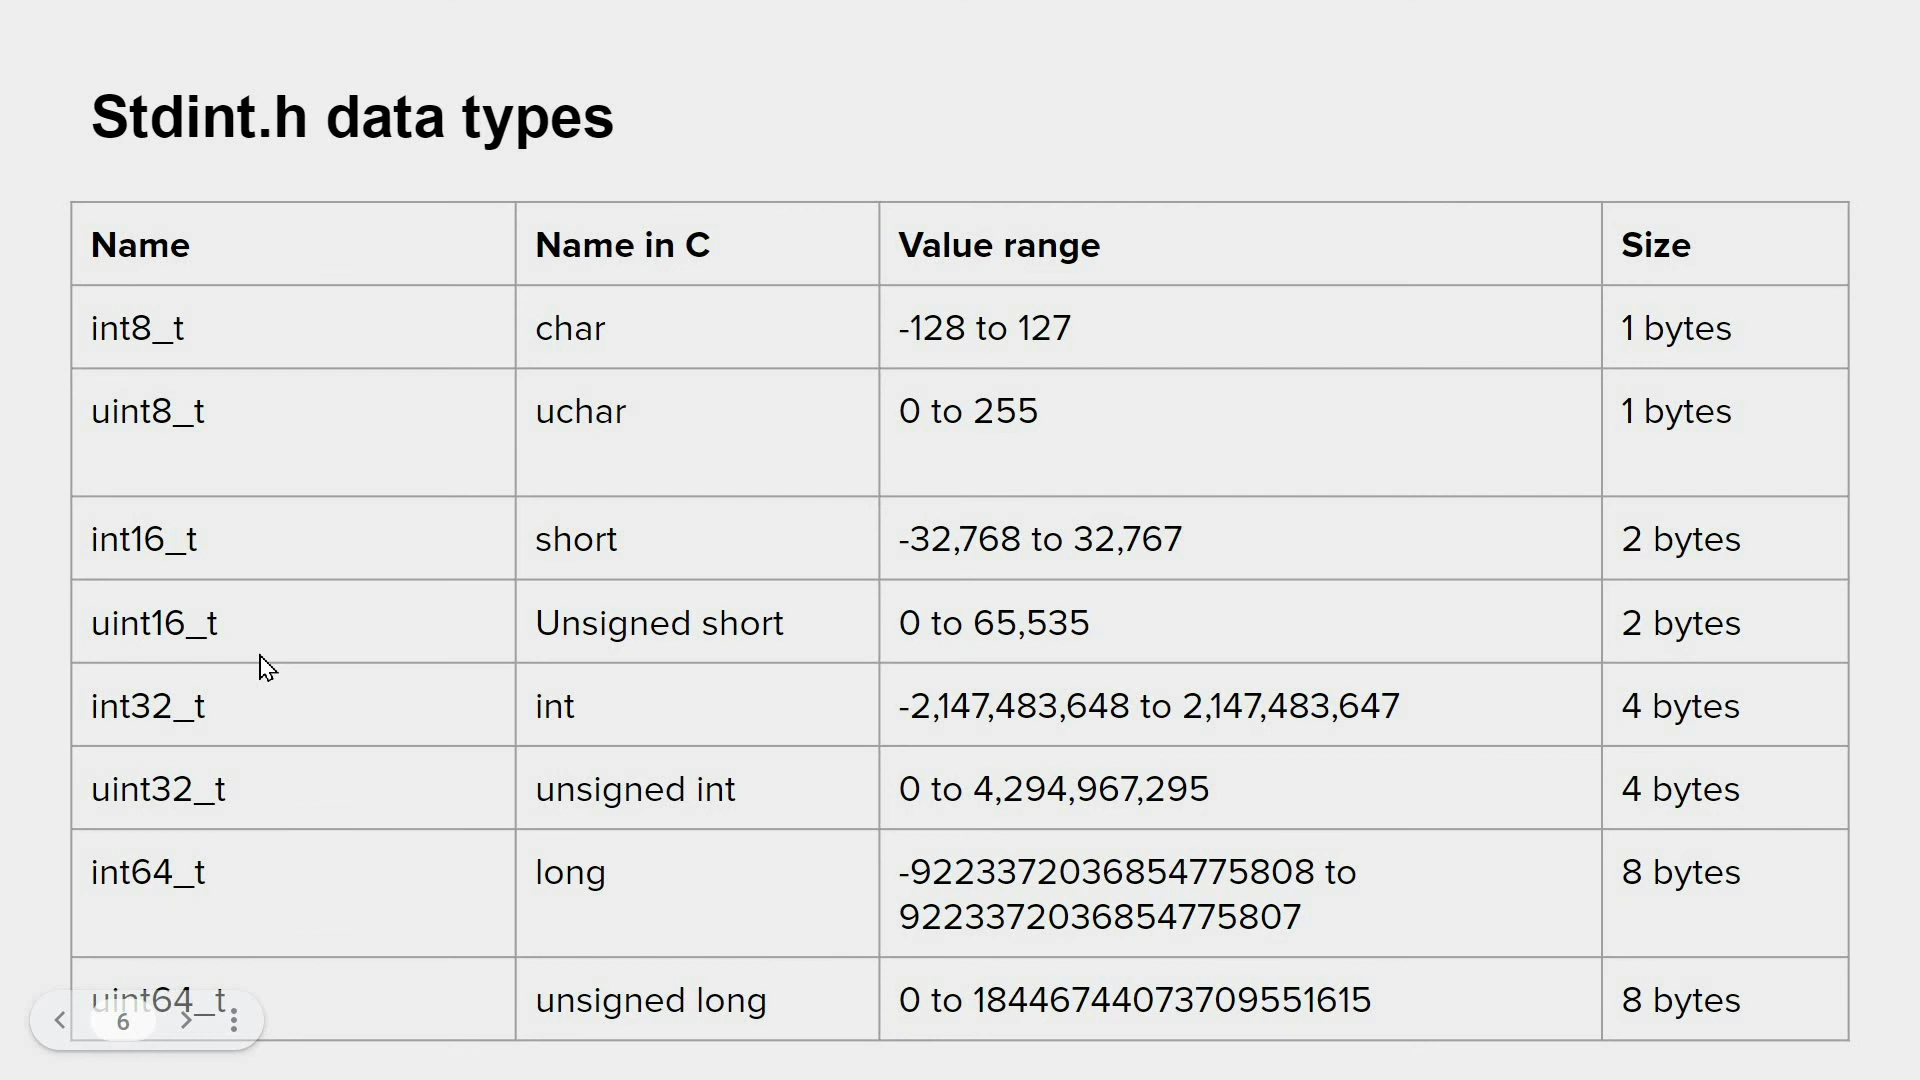 Stdint.h data types
Name Name in C Value range Size
int8_t char -128 to 127 1 bytes
uint8_t uchar 0 to 255 1 bytes
int16_t short -32,768 to 32,767 2 bytes
uint16_t Unsigned short 0 to 65,535 2 bytes
int32_t int -2,147,483,648 to 2,147,483,647 4 bytes
uint32_t unsigned int 0 to 4,294,967,295 4 bytes
int64_t long -9223372036854775808 to 8 bytes
9223372036854775807
uint64_t unsigned long 0 to 18446744073709551615 8 bytes
6